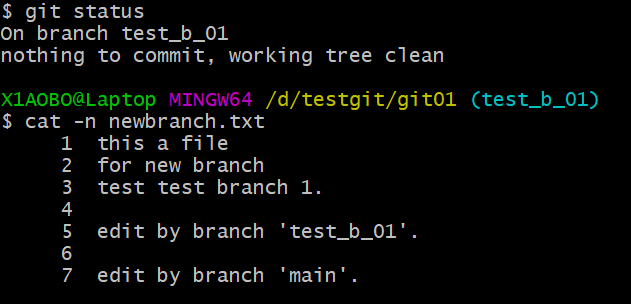 $ git status
On branch test_b_01
nothing to commit, working tree clean
X1AOBO@Laptop MINGW64 /d/testgit/git01 (test_b_01)
$ cat -n newbranch.txt
1 this a file
2 for new branch
3 test test branch 1.
4
5 edit by branch 'test_b_01'.
6
7 edit by branch 'main'.